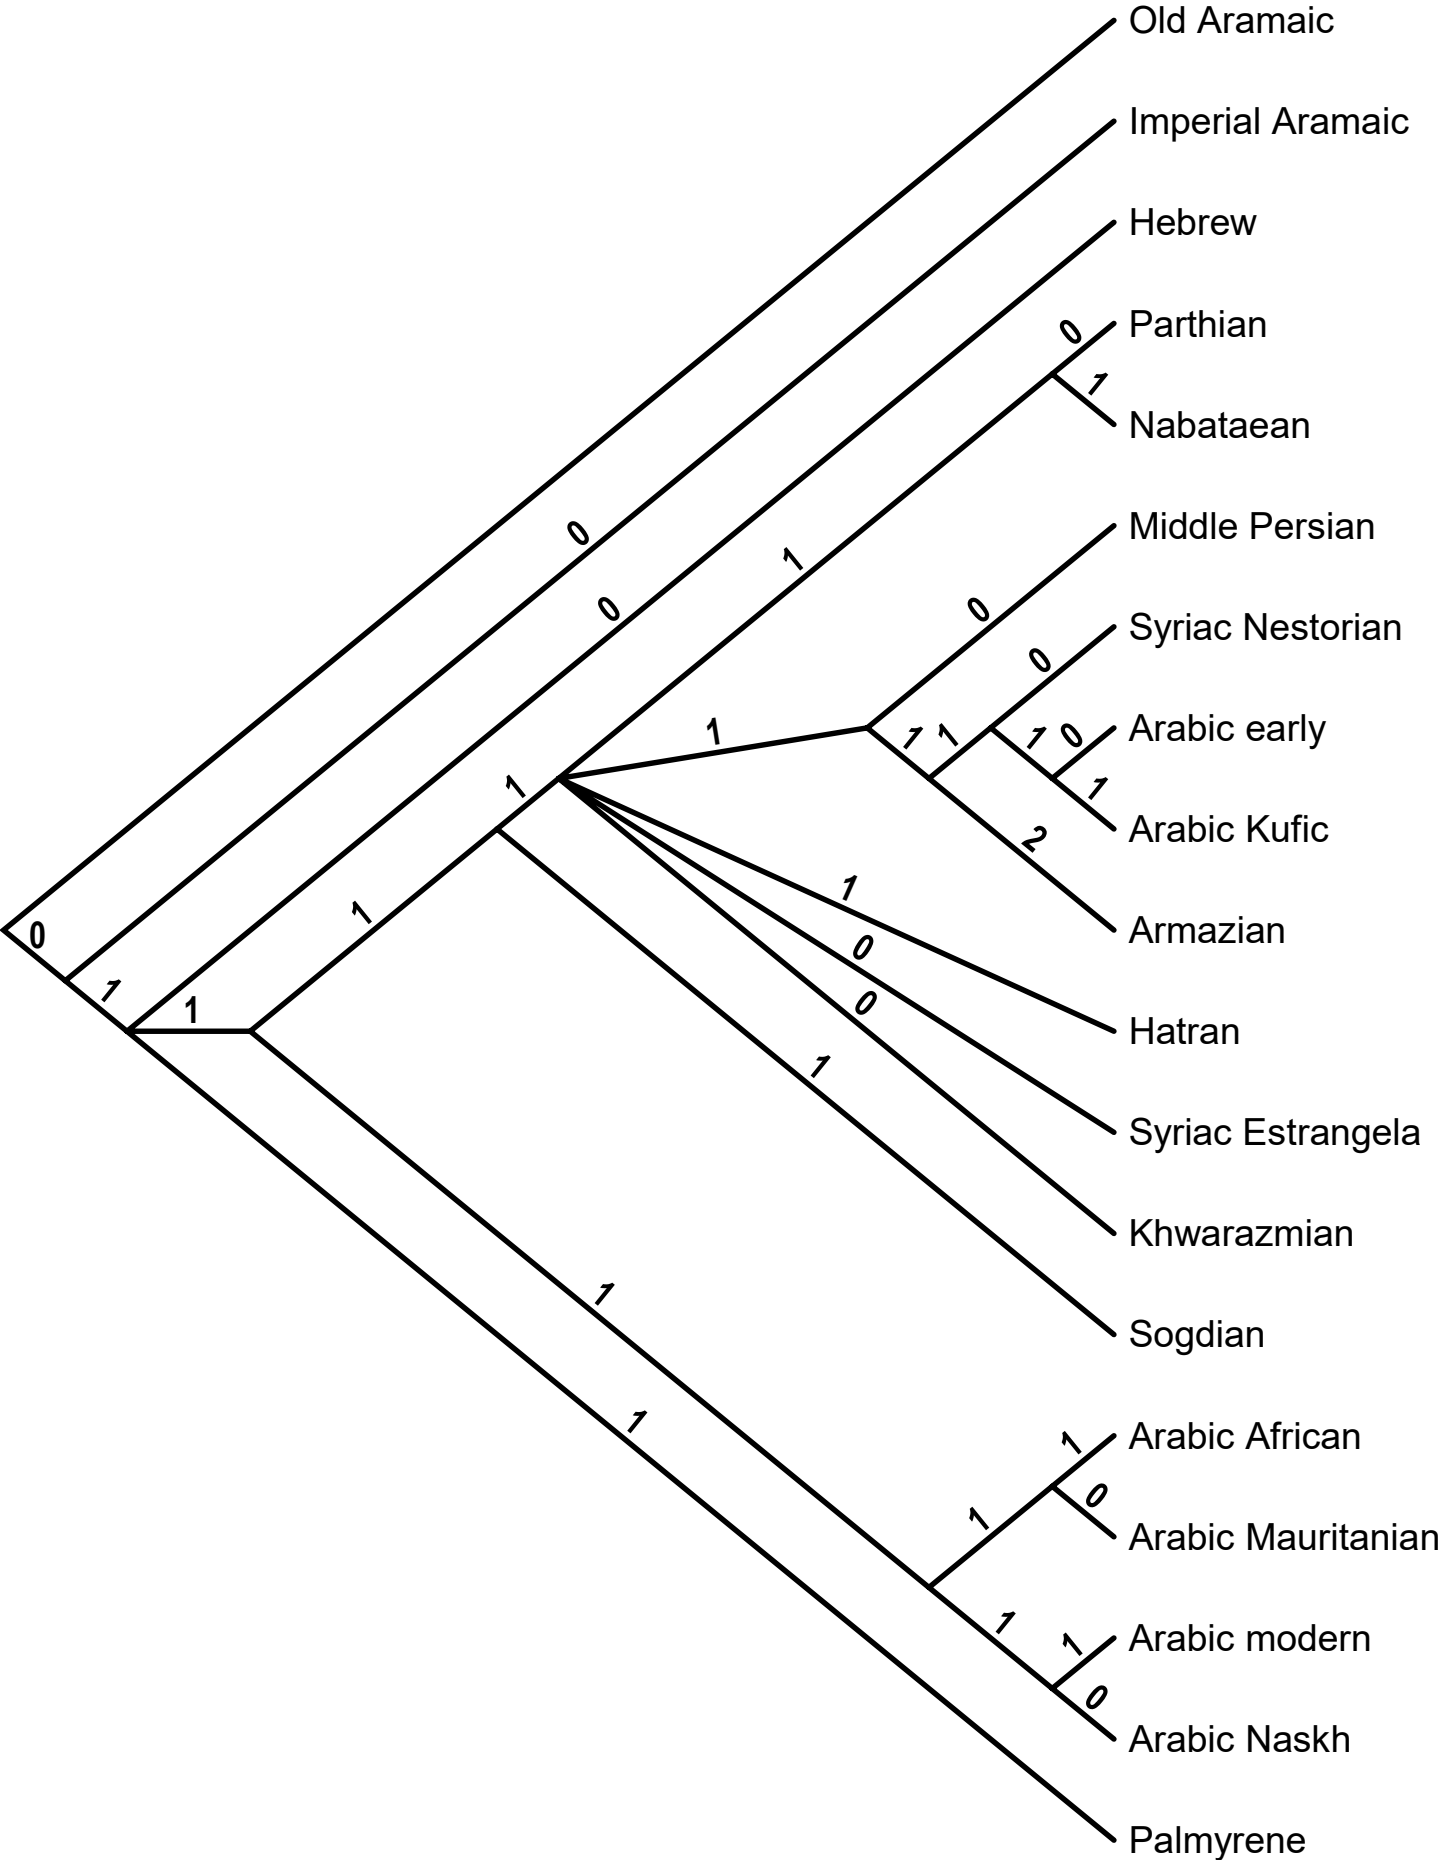 Old Aramaic
Imperial Aramaic
Hebrew
0
Parthian
1
Nabataean
0
Middle Persian
1
0
0
Syriac Nestorian
0
1
1
1
1
0
Arabic early
1
1
Arabic Kufic
2
1
1
Armazian
0
0
1
1
0
Hatran
1
Syriac Estrangela
Khwarazmian
1
Sogdian
1
1
Arabic African
0
1
Arabic Mauritanian
1
1
Arabic modern
0
Arabic Naskh
Palmyrene